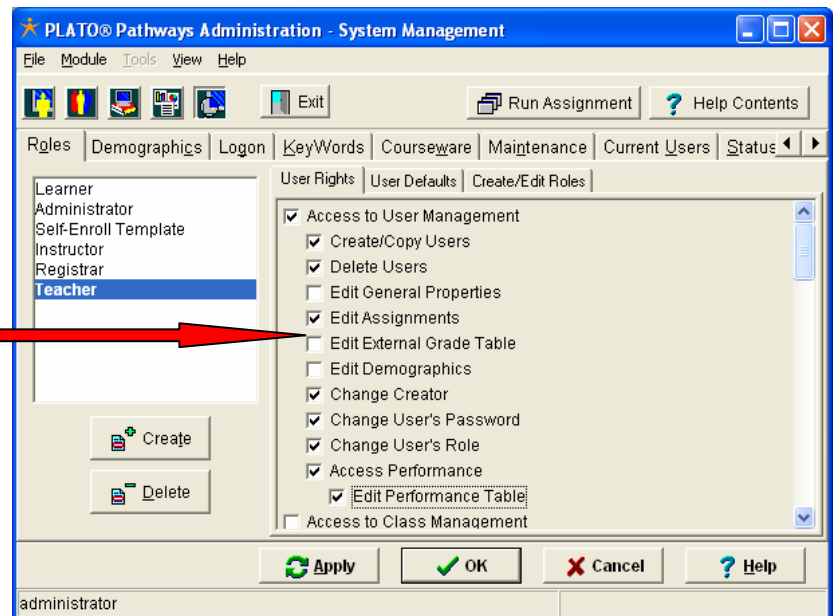 PLATO® Pathways Administration - System Management
File Module Tools View Help
Exit Run Assignment ? Help Contents
Roles Demographics Logon KeyWords Courseware Maintenance Current Users Status
User Rights User Defaults Create/Edit Roles
Learner
Administrator
Self-Enroll Template
Instructor
Registrar
Teacher
Create
Delete
Access to User Management
Create/Copy Users
Delete Users
Edit General Properties
Edit Assignments
Edit External Grade Table
Edit Demographics
Change Creator
Change User's Password
Change User's Role
Access Performance
Edit Performance Table
Access to Class Management
Apply OK Cancel ? Help
administrator